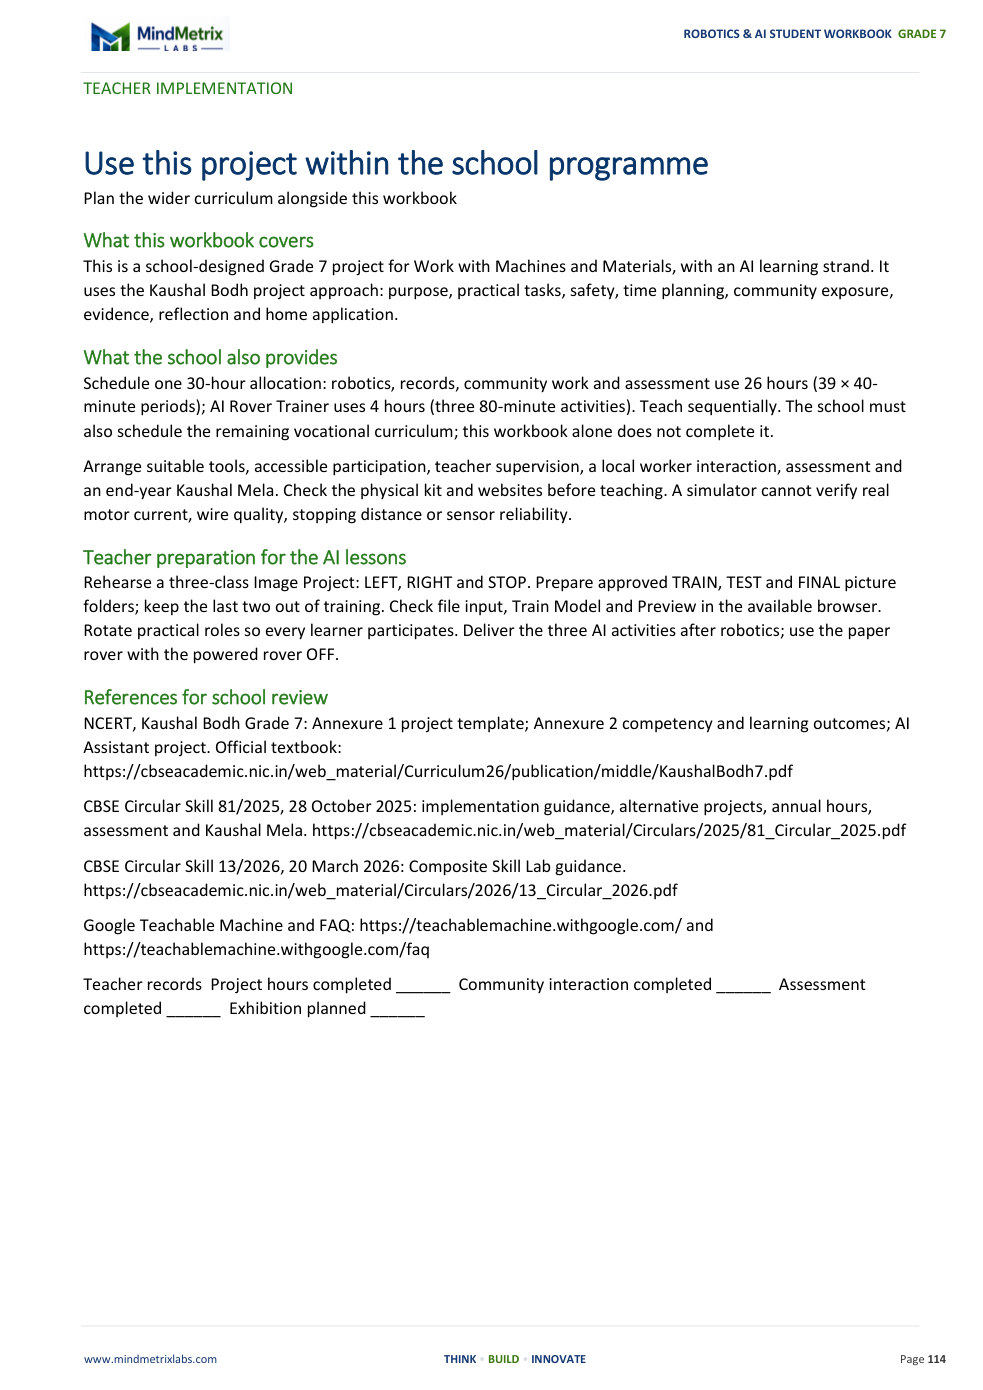 MindMetrix
LABS
ROBOTICS & AI STUDENT WORKBOOK GRADE 7
TEACHER IMPLEMENTATION
Use this project within the school programme
Plan the wider curriculum alongside this workbook
What this workbook covers
This is a school-designed Grade 7 project for Work with Machines and Materials, with an AI learning strand. It
uses the Kaushal Bodh project approach: purpose, practical tasks, safety, time planning, community exposure,
evidence, reflection and home application.
What the school also provides
Schedule one 30-hour allocation: robotics, records, community work and assessment use 26 hours (39 × 40-
minute periods); AI Rover Trainer uses 4 hours (three 80-minute activities). Teach sequentially. The school must
also schedule the remaining vocational curriculum; this workbook alone does not complete it.
Arrange suitable tools, accessible participation, teacher supervision, a local worker interaction, assessment and
an end-year Kaushal Mela. Check the physical kit and websites before teaching. A simulator cannot verify real
motor current, wire quality, stopping distance or sensor reliability.
Teacher preparation for the AI lessons
Rehearse a three-class Image Project: LEFT, RIGHT and STOP. Prepare approved TRAIN, TEST and FINAL picture
folders; keep the last two out of training. Check file input, Train Model and Preview in the available browser.
Rotate practical roles so every learner participates. Deliver the three AI activities after robotics; use the paper
rover with the powered rover OFF.
References for school review
NCERT, Kaushal Bodh Grade 7: Annexure 1 project template; Annexure 2 competency and learning outcomes; AI
Assistant project. Official textbook:
https://cbseacademic.nic.in/web_material/Curriculum26/publication/middle/KaushalBodh7.pdf
CBSE Circular Skill 81/2025, 28 October 2025: implementation guidance, alternative projects, annual hours,
assessment and Kaushal Mela. https://cbseacademic.nic.in/web_material/Circulars/2025/81_Circular_2025.pdf
CBSE Circular Skill 13/2026, 20 March 2026: Composite Skill Lab guidance.
https://cbseacademic.nic.in/web_material/Circulars/2026/13_Circular_2026.pdf
Google Teachable Machine and FAQ: https://teachablemachine.withgoogle.com/ and
https://teachablemachine.withgoogle.com/faq
Teacher records Project hours completed ______ Community interaction completed ______ Assessment
completed ______ Exhibition planned ______
www.mindmetrixlabs.com THINK • BUILD • INNOVATE Page 114